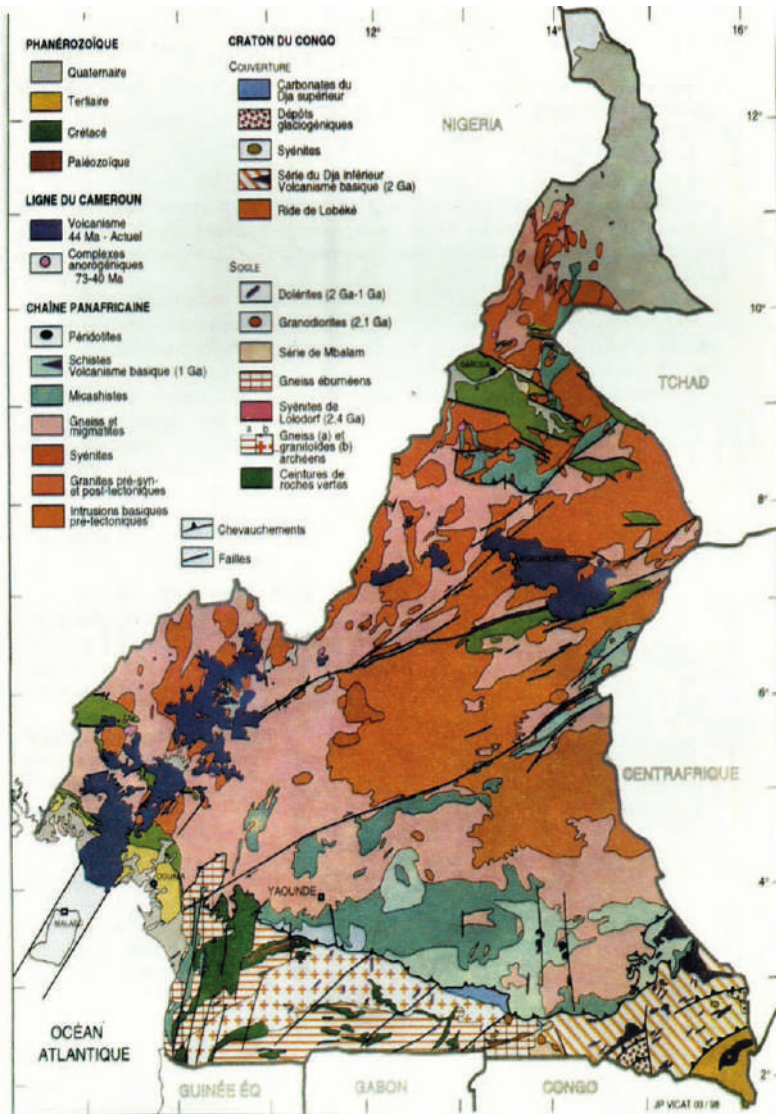 PHANÉROZOÏQUE
Quaternaire
Tertiaire
Crétacé
Paléozoïque
LIGNE DU CAMEROUN
Volcanisme
44 Ma - Actuel
Complexes
anorogéniques
73-40 Ma
CHAÎNE PANAFRICAINE
Péridotites
Schistes
Volcanisme basique (1 Ga)
Micashistes
Gneiss et
migmatites
Syénites
Granites pré-syn-
et post-tectoniques
Intrusions basiques
pré-tectoniques
CRATON DU CONGO
COUVERTURE
Carbonates du
Dja supérieur
Dépôts
glaciogéniques
Syénites
Série du Dja inférieur
Volcanisme basique (2 Ga)
Ride de Lobéké
SOCLE
Dolérites (2 Ga-1 Ga)
Granodiorites (2.1 Ga)
Série de Mbalam
Gneiss éburnéens
Syénites de
Lolodorf (2.4 Ga)
a b
Gneiss (a) et
granitoïdes (b)
archéens
Ceintures de
roches vertes
Chevauchements
Failles
12°
14°
16°
NIGERIA
12°
10°
GAROUA
TCHAD
8°
6°
CENTRAFRIQUE
DOUALA
YAOUNDE
4°
MALABO
OCÉAN
ATLANTIQUE
2°
GUINÉE ÉQ
GABON
CONGO
JP VICAT 03 / 98